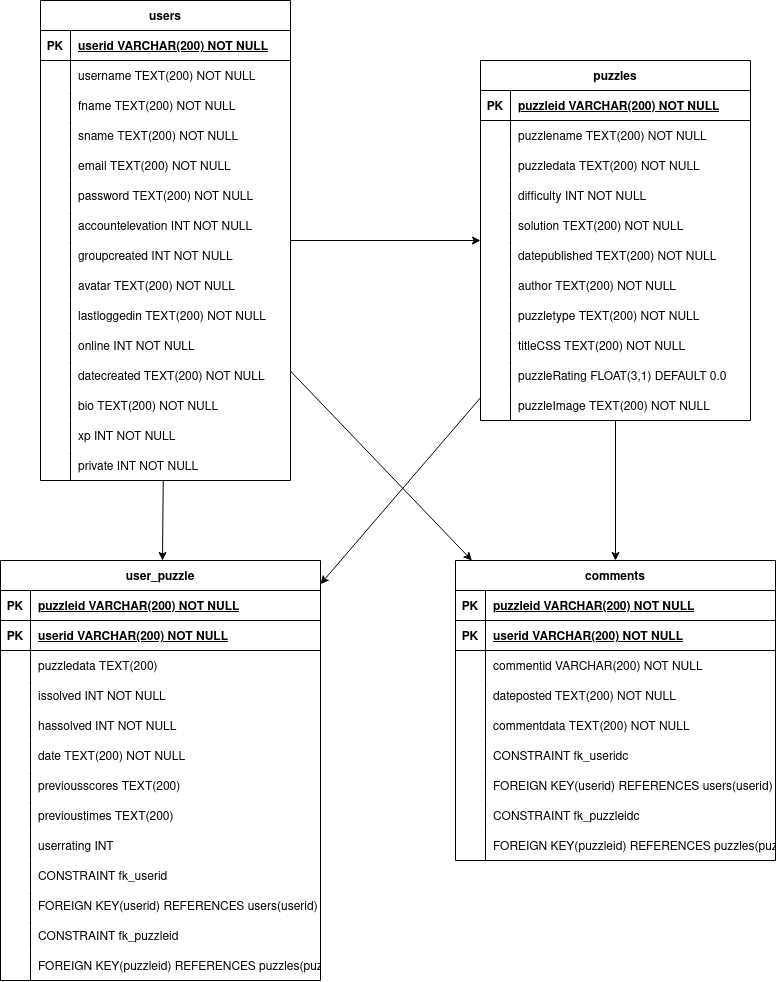 users
PK userid VARCHAR(200) NOT NULL
username TEXT(200) NOT NULL
fname TEXT(200) NOT NULL
sname TEXT(200) NOT NULL
email TEXT(200) NOT NULL
password TEXT(200) NOT NULL
accountelevation INT NOT NULL
groupcreated INT NOT NULL
avatar TEXT(200) NOT NULL
lastloggedin TEXT(200) NOT NULL
online INT NOT NULL
datecreated TEXT(200) NOT NULL
bio TEXT(200) NOT NULL
xp INT NOT NULL
private INT NOT NULL
puzzles
PK puzzleid VARCHAR(200) NOT NULL
puzzlename TEXT(200) NOT NULL
puzzledata TEXT(200) NOT NULL
difficulty INT NOT NULL
solution TEXT(200) NOT NULL
datepublished TEXT(200) NOT NULL
author TEXT(200) NOT NULL
puzzletype TEXT(200) NOT NULL
titleCSS TEXT(200) NOT NULL
puzzleRating FLOAT(3,1) DEFAULT 0.0
puzzleImage TEXT(200) NOT NULL
user_puzzle
PK puzzleid VARCHAR(200) NOT NULL
PK userid VARCHAR(200) NOT NULL
puzzledata TEXT(200)
issolved INT NOT NULL
hassolved INT NOT NULL
date TEXT(200) NOT NULL
previousscores TEXT(200)
previoustimes TEXT(200)
userrating INT
CONSTRAINT fk_userid
FOREIGN KEY(userid) REFERENCES users(userid)
CONSTRAINT fk_puzzleid
FOREIGN KEY(puzzleid) REFERENCES puzzles(puz
comments
PK puzzleid VARCHAR(200) NOT NULL
PK userid VARCHAR(200) NOT NULL
commentid VARCHAR(200) NOT NULL
dateposted TEXT(200) NOT NULL
commentdata TEXT(200) NOT NULL
CONSTRAINT fk_useridc
FOREIGN KEY(userid) REFERENCES users(userid)
CONSTRAINT fk_puzzleidc
FOREIGN KEY(puzzleid) REFERENCES puzzles(puz